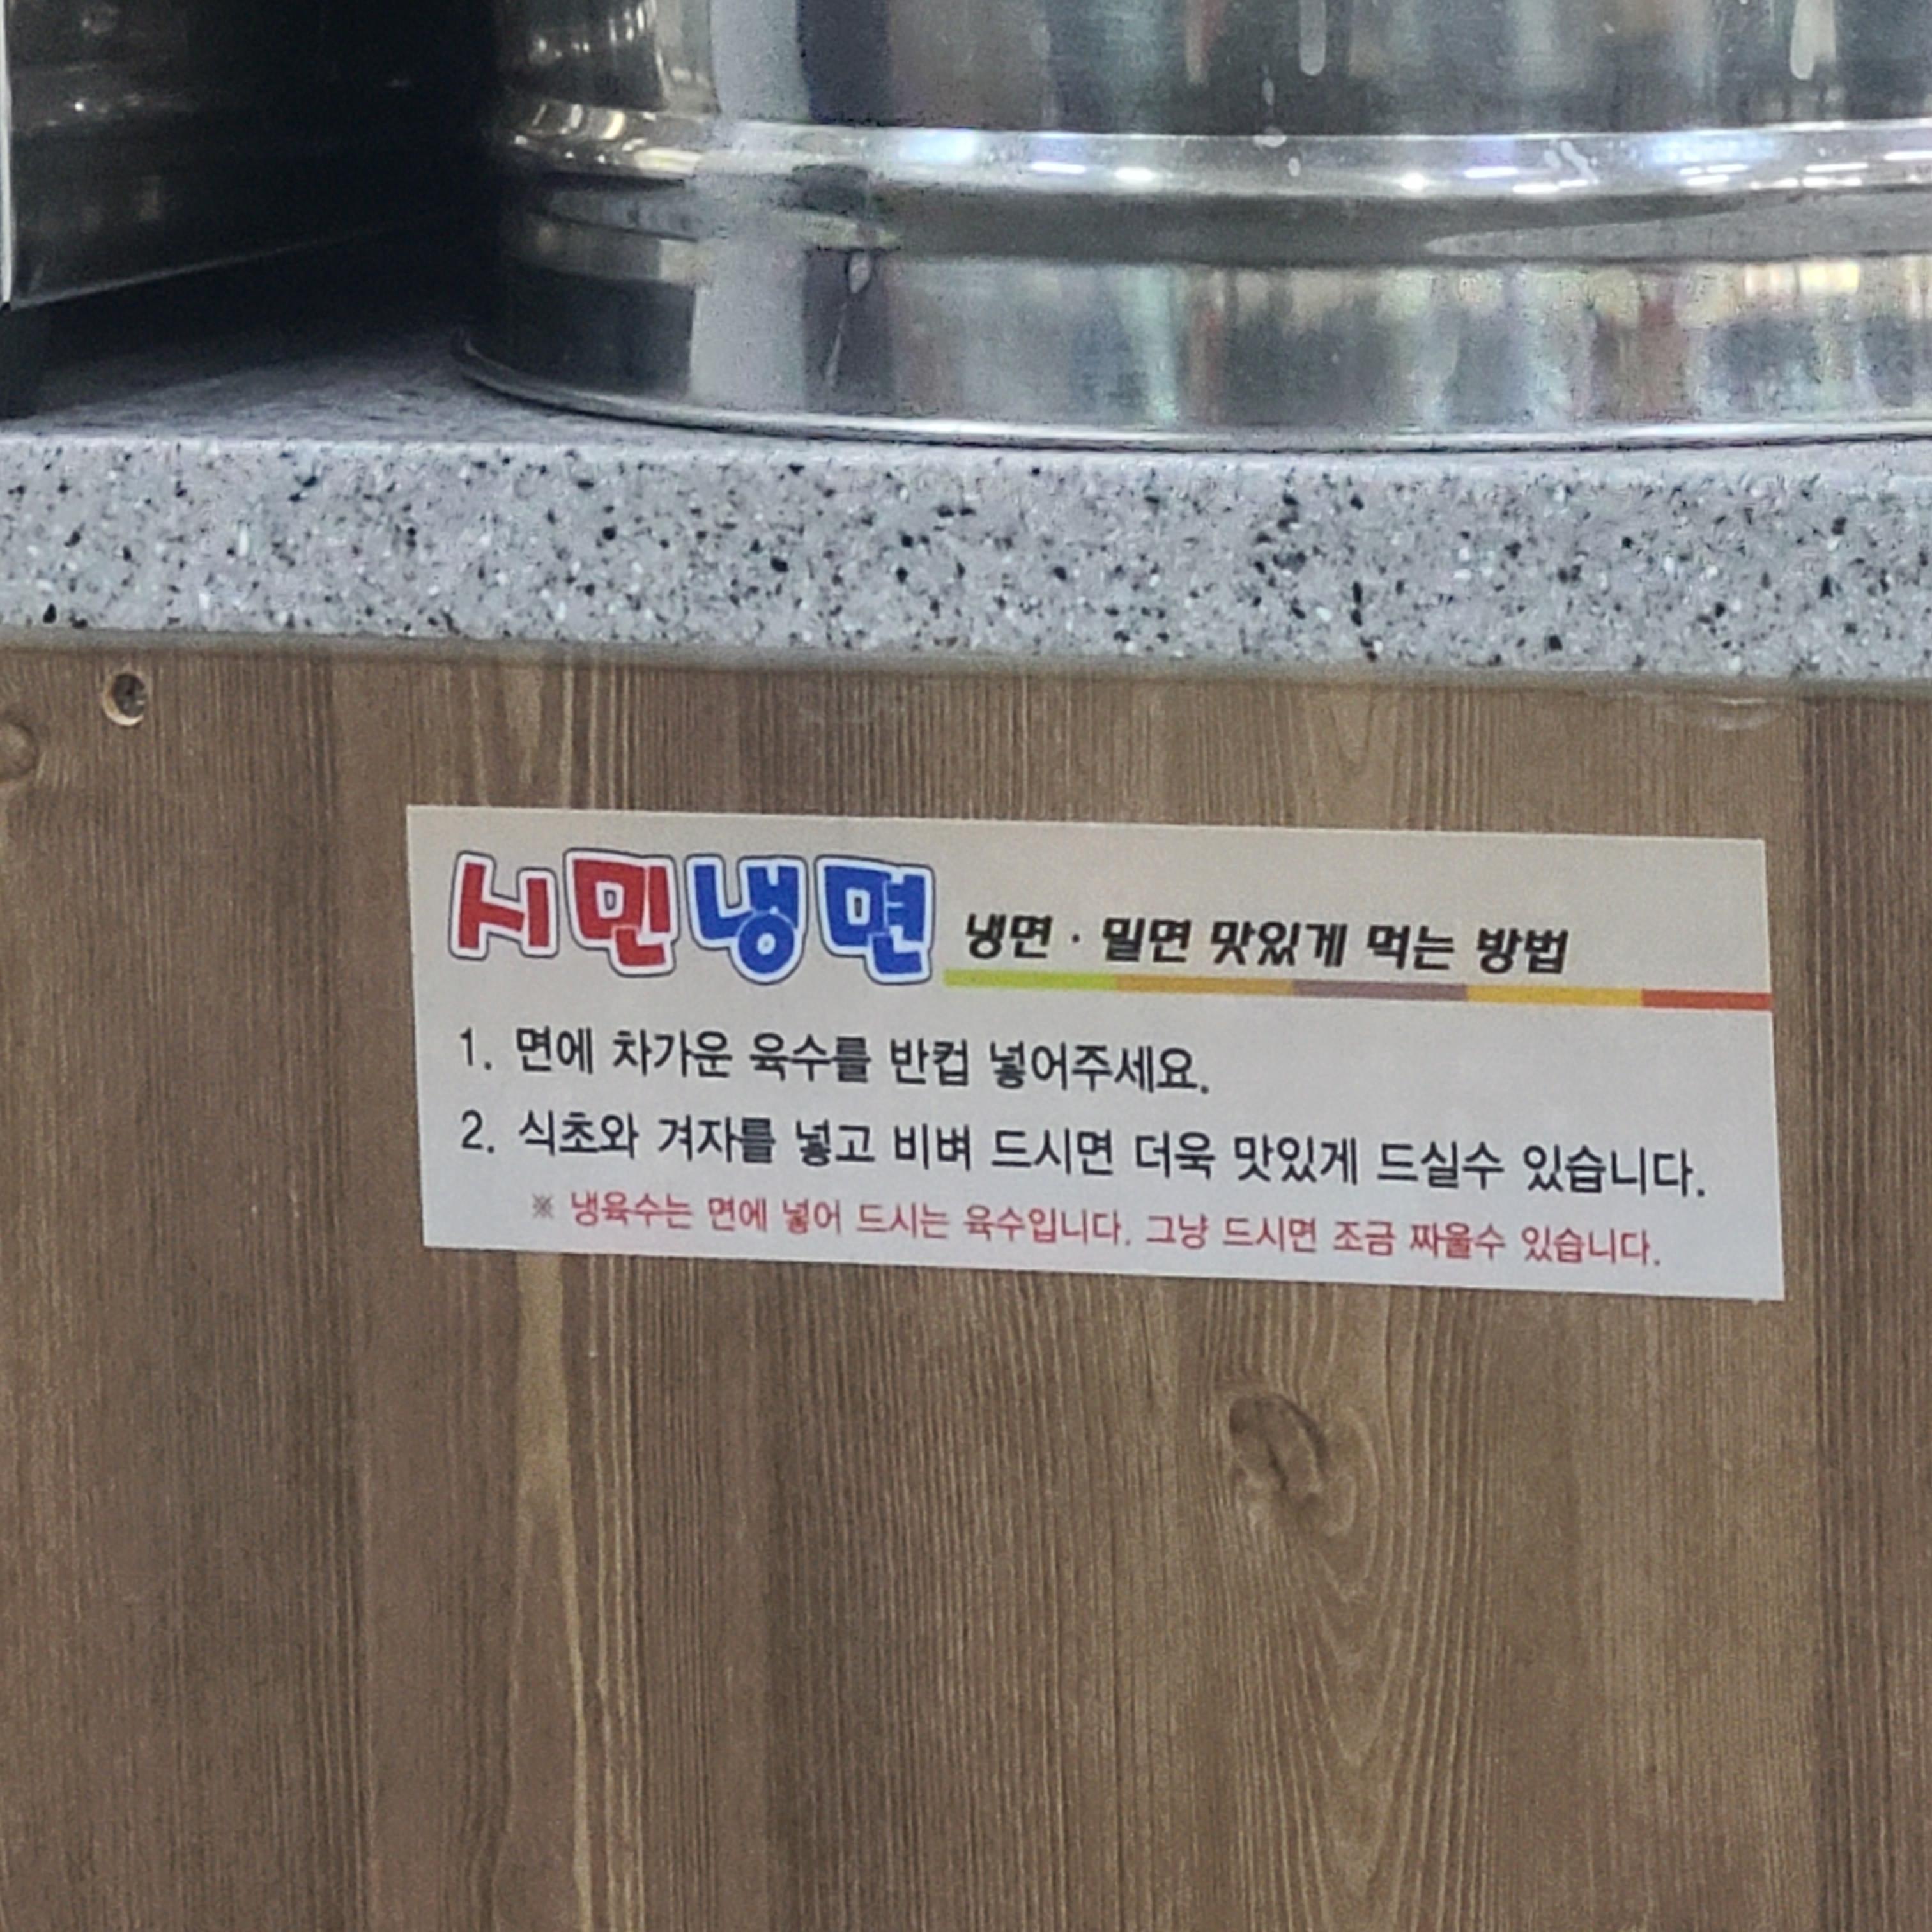 시민냉면 냉면 · 밀면 맛있게 먹는 방법
1. 면에 차가운 육수를 반컵 넣어주세요.
2. 식초와 겨자를 넣고 비벼 드시면 더욱 맛있게 드실수 있습니다.
※ 냉육수는 면에 넣어 드시는 육수입니다. 그냥 드시면 조금 짜울수 있습니다.